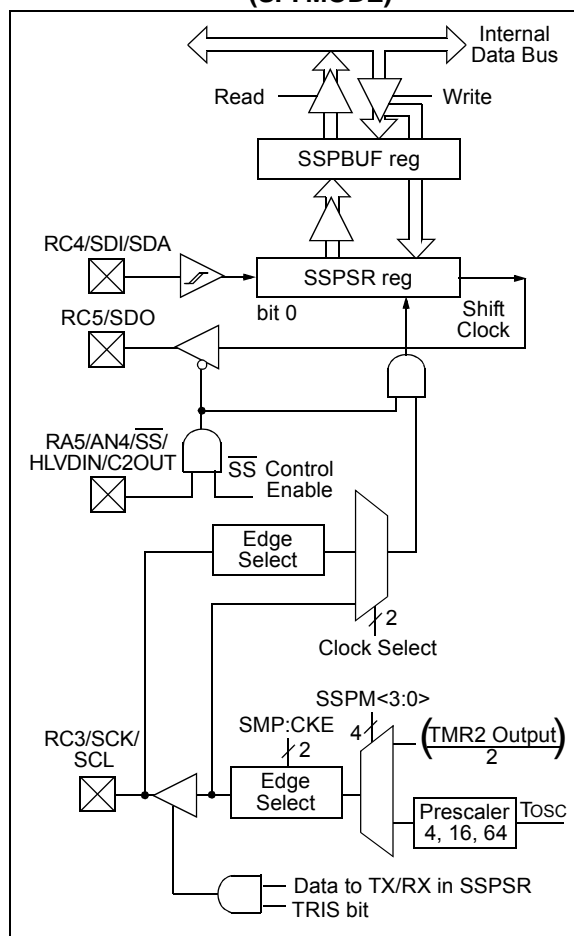 Internal
Data Bus
Read
Write
SSPBUF reg
RC4/SDI/SDA
SSPSR reg
bit 0
Shift
Clock
RC5/SDO
RA5/AN4/SS/
HLVDIN/C2OUT
SS Control
Enable
Edge
Select
2
Clock Select
SSPM<3:0>
SMP:CKE
4
2
(TMR2 Output)
2
RC3/SCK/
SCL
Edge
Select
Prescaler
4, 16, 64
TOSC
Data to TX/RX in SSPSR
TRIS bit